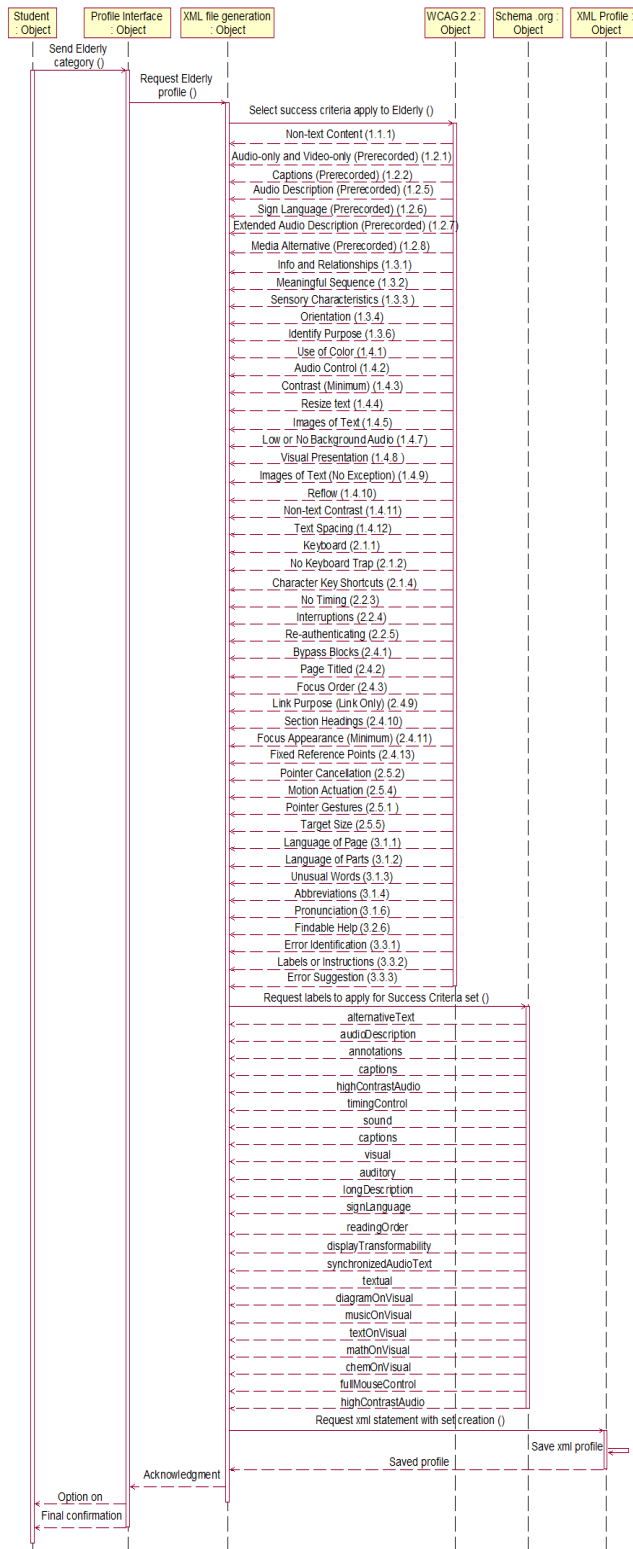 Student
: Object
Profile Interface
: Object
XML file generation
: Object
WCAG 2.2 :
Object
Schema .org :
Object
XML Profile :
Object
Send Elderly
category ()
Request Elderly
profile ()
Select success criteria apply to Elderly ()
Non-text Content (1.1.1)
Audio-only and Video-only (Prerecorded) (1.2.1)
Captions (Prerecorded) (1.2.2)
Audio Description (Prerecorded) (1.2.5)
Sign Language (Prerecorded) (1.2.6)
Extended Audio Description (Prerecorded) (1.2.7)
Media Alternative (Prerecorded) (1.2.8)
Info and Relationships (1.3.1)
Meaningful Sequence (1.3.2)
Sensory Characteristics (1.3.3 )
Orientation (1.3.4)
Identify Purpose (1.3.6)
Use of Color (1.4.1)
Audio Control (1.4.2)
Contrast (Minimum) (1.4.3)
Resize text (1.4.4)
Images of Text (1.4.5)
Low or No Background Audio (1.4.7)
Visual Presentation (1.4.8 )
Images of Text (No Exception) (1.4.9)
Reflow (1.4.10)
Non-text Contrast (1.4.11)
Text Spacing (1.4.12)
Keyboard (2.1.1)
No Keyboard Trap (2.1.2)
Character Key Shortcuts (2.1.4)
No Timing (2.2.3)
Interruptions (2.2.4)
Re-authenticating (2.2.5)
Bypass Blocks (2.4.1)
Page Titled (2.4.2)
Focus Order (2.4.3)
Link Purpose (Link Only) (2.4.9)
Section Headings (2.4.10)
Focus Appearance (Minimum) (2.4.11)
Fixed Reference Points (2.4.13)
Pointer Cancellation (2.5.2)
Motion Actuation (2.5.4)
Pointer Gestures (2.5.1 )
Target Size (2.5.5)
Language of Page (3.1.1)
Language of Parts (3.1.2)
Unusual Words (3.1.3)
Abbreviations (3.1.4)
Pronunciation (3.1.6)
Findable Help (3.2.6)
Error Identification (3.3.1)
Labels or Instructions (3.3.2)
Error Suggestion (3.3.3)
Request labels to apply for Success Criteria set ()
alternativeText
audioDescription
annotations
captions
highContrastAudio
timingControl
sound
captions
visual
auditory
longDescription
signLanguage
readingOrder
displayTransformability
synchronizedAudioText
textual
diagramOnVisual
musicOnVisual
textOnVisual
mathOnVisual
chemOnVisual
fullMouseControl
highContrastAudio
Request xml statement with set creation ()
Save xml profile
Saved profile
Acknowledgment
Option on
Final confirmation